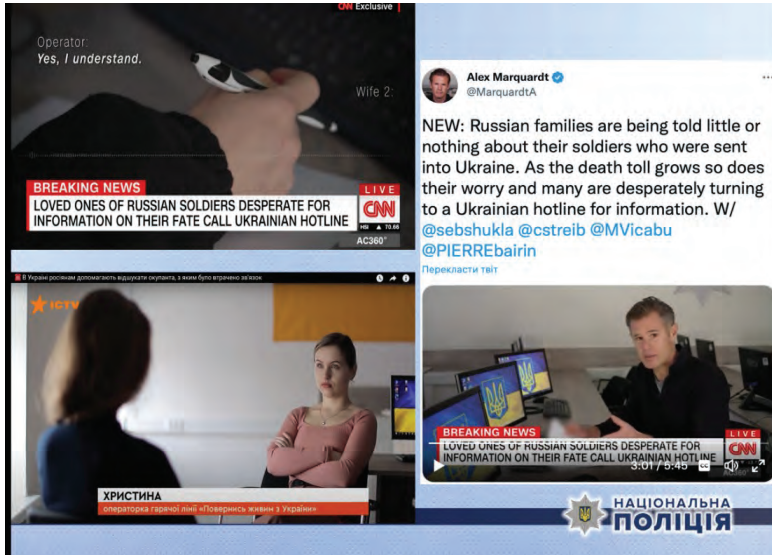 CNN Exclusive
Operator:
Yes, I understand.
Wife 2:
BREAKING NEWS
LOVED ONES OF RUSSIAN SOLDIERS DESPERATE FOR
INFORMATION ON THEIR FATE CALL UKRAINIAN HOTLINE
LIVE
CNN
HSI ▲ 70.66
AC360°
В Україні росіянам допомагають відшукати окупанта, з яким було втрачено зв'язок
ICTV
ХРИСТИНА
операторка гарячої лінії «Повернись живим з України»
Alex Marquardt
@MarquardtA
NEW: Russian families are being told little or
nothing about their soldiers who were sent
into Ukraine. As the death toll grows so does
their worry and many are desperately turning
to a Ukrainian hotline for information. W/
@sebshukla @cstreib @MVicabu
@PIERREbairin
Перекласти твіт
BREAKING NEWS
LOVED ONES OF RUSSIAN SOLDIERS DESPERATE FOR
INFORMATION ON THEIR FATE CALL UKRAINIAN HOTLINE
LIVE
CNN
3:01 / 5:45
CC
НАЦІОНАЛЬНА
ПОЛІЦІЯ